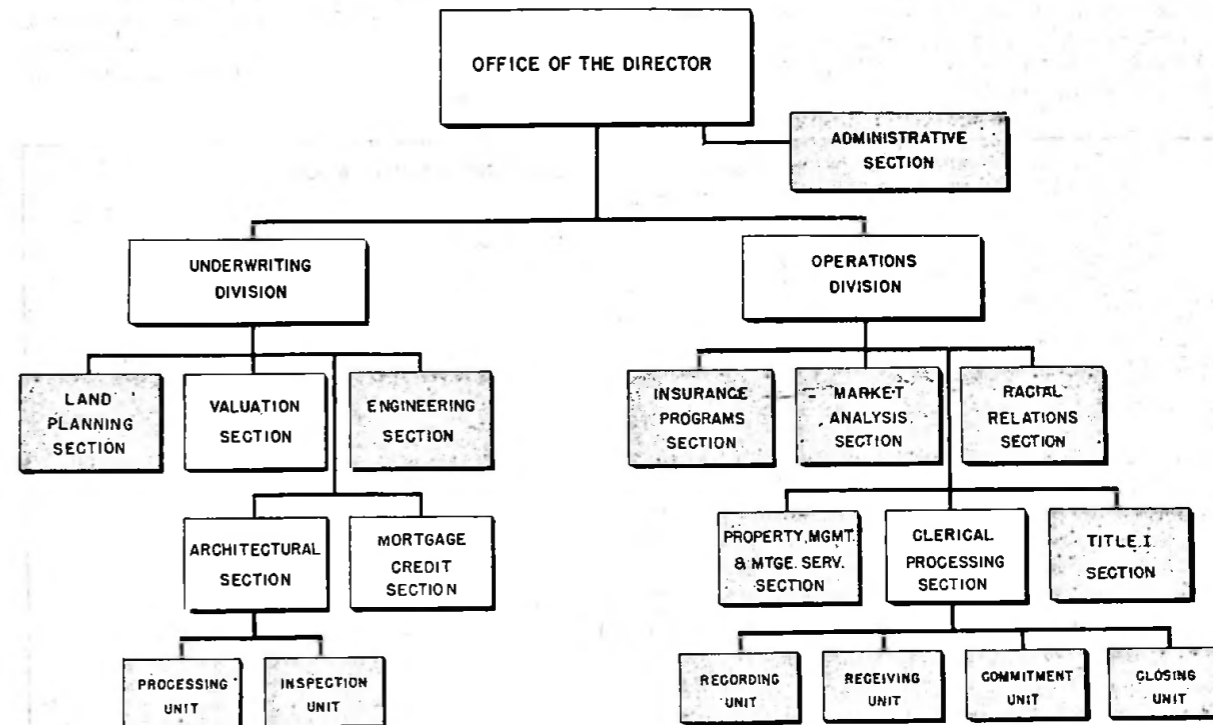 OFFICE OF THE DIRECTOR
ADMINISTRATIVE
SECTION
UNDERWRITING
DIVISION
OPERATIONS
DIVISION
LAND
PLANNING
SECTION
VALUATION
SECTION
ENGINEERING
SECTION
INSURANCE
PROGRAMS
SECTION
MARKET
ANALYSIS
SECTION
RACIAL
RELATIONS
SECTION
ARCHITECTURAL
SECTION
MORTGAGE
CREDIT
SECTION
PROPERTY, MGMT.
& MTGE. SERV.
SECTION
CLERICAL
PROCESSING
SECTION
TITLE I
SECTION
PROCESSING
UNIT
INSPECTION
UNIT
RECORDING
UNIT
RECEIVING
UNIT
COMMITMENT
UNIT
CLOSING
UNIT